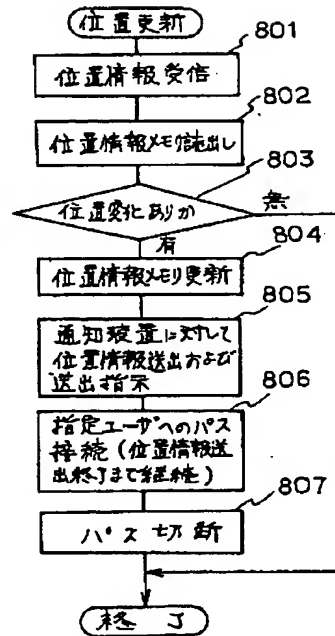 位置更新
801
位置情報受信
802
位置情報メモリ読出し
803
位置変化ありか
無
有
804
位置情報メモリ更新
805
通知装置に対して
位置情報送出および
送出指示
806
指定ユーザへのパス
接続(位置情報送
出終了まで継続)
807
パス切断
終了